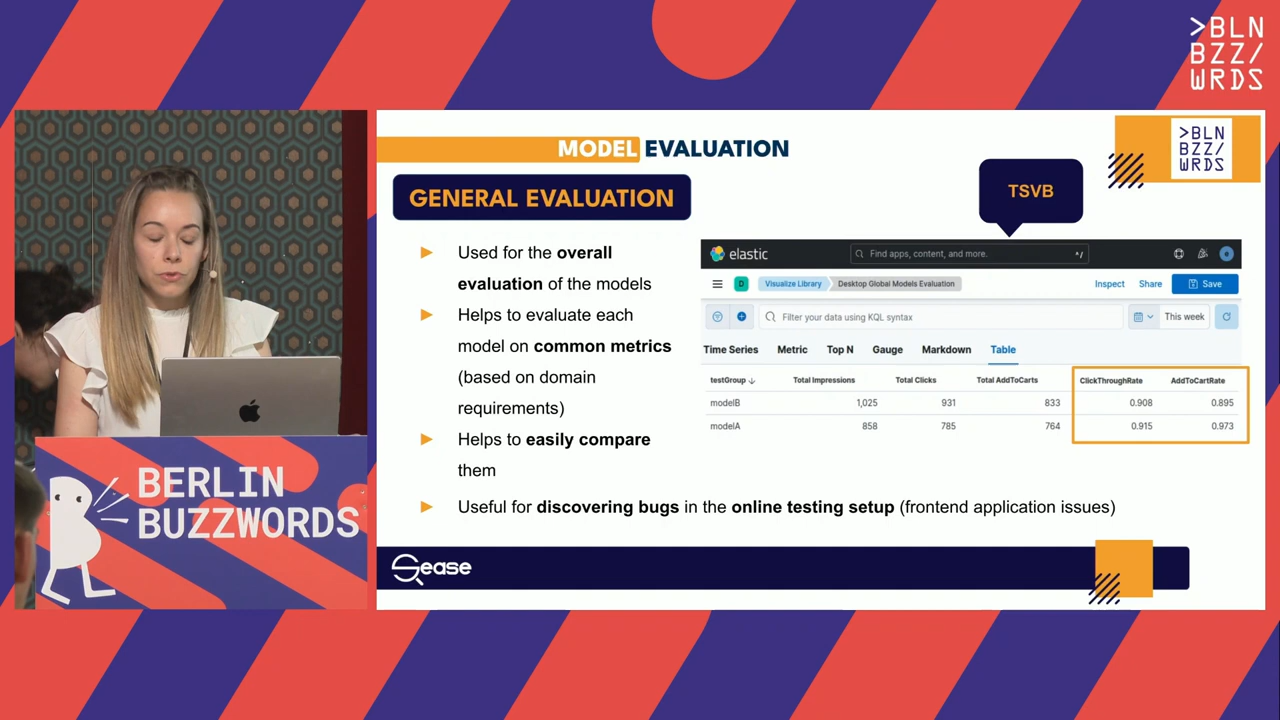 >BLN
BZZ/
WRDS
MODEL EVALUATION
>BLN
BZZ/
WRDS
GENERAL EVALUATION
TSVB
Used for the overall
evaluation of the models
Helps to evaluate each
model on common metrics
(based on domain
requirements)
Helps to easily compare
them
Useful for discovering bugs in the online testing setup (frontend application issues)
elastic
Find apps, content, and more.
^/
D
Visualize Library
Desktop Global Models Evaluation
Inspect
Share
Save
Filter your data using KQL syntax
This week
Time Series Metric Top N Gauge Markdown Table
testGroup Total Impressions Total Clicks Total AddToCarts ClickThroughRate AddToCartRate
modelB 1,025 931 833 0.908 0.895
modelA 858 785 764 0.915 0.973
Sease
BERLIN
BUZZWORDS